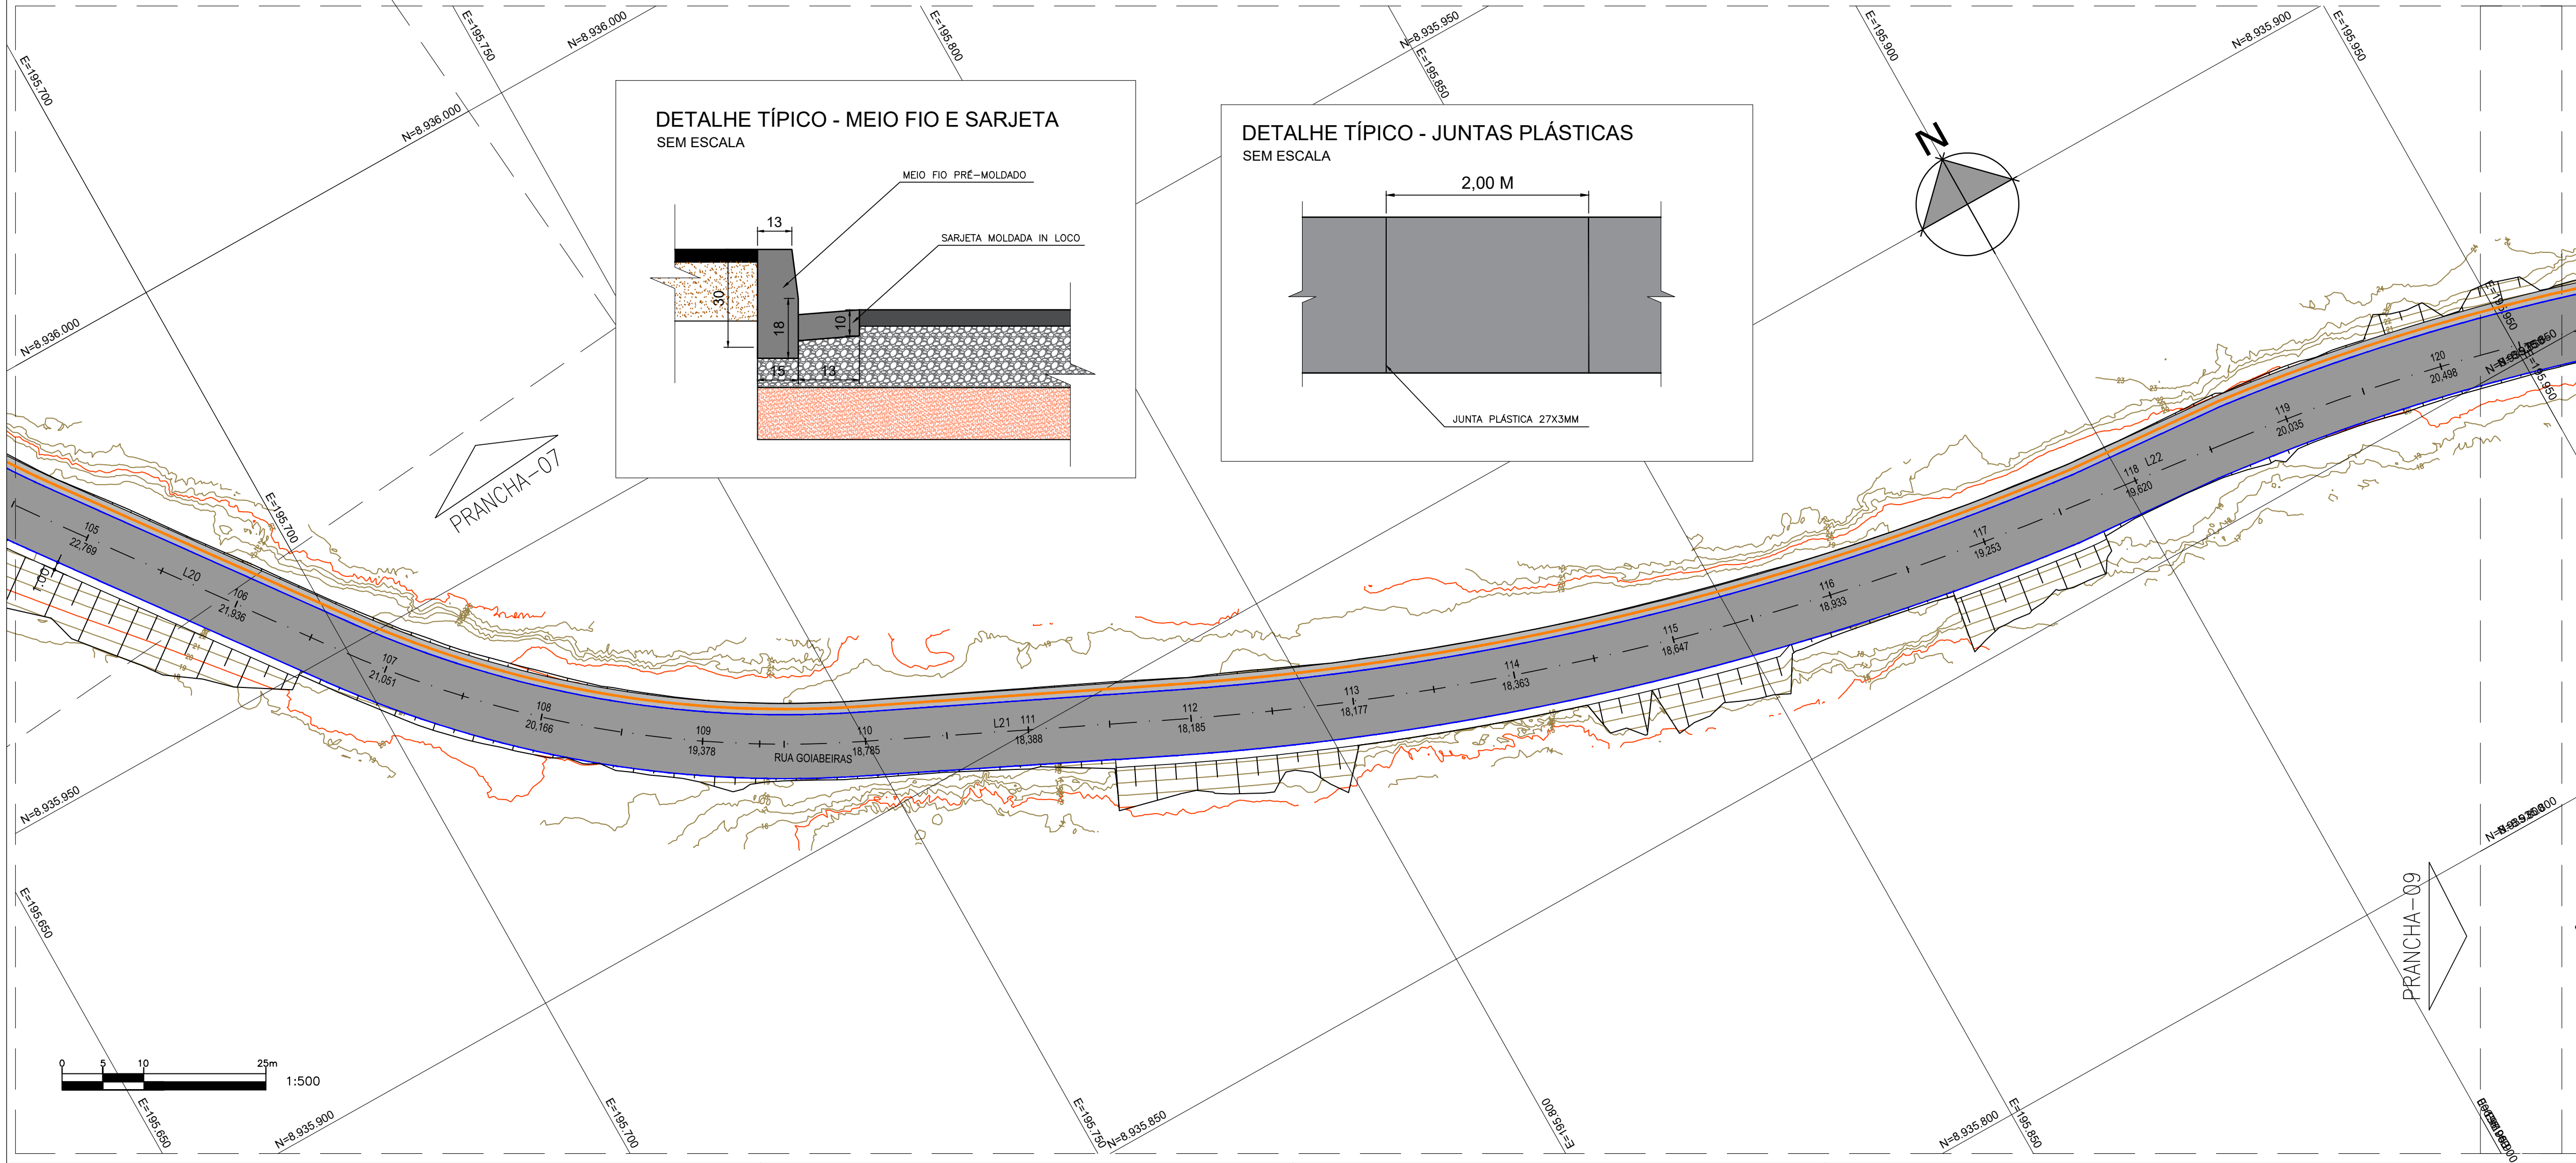 E=195.700
E=195.750
N=8.936.000
E=195.800
N=8.935.950
E=195.850
E=195.900
N=8.935.900
E=195.950
N=8.936.000
N=8.936.000
DETALHE TÍPICO - MEIO FIO E SARJETA
SEM ESCALA
MEIO FIO PRÉ-MOLDADO
SARJETA MOLDADA IN LOCO
13
30
18
10
15
13
DETALHE TÍPICO - JUNTAS PLÁSTICAS
SEM ESCALA
2,00 M
JUNTA PLÁSTICA 27X3MM
N
PRANCHA-07
E=195.700
E=195.950
E=195.950
105
22,769
L20
106
21,936
107
21,051
108
20,166
109
19,378
110
18,785
RUA GOIABEIRAS
L21
111
18,388
112
18,185
113
18,177
114
18,363
115
18,647
116
18,933
117
19,253
118
19,620
L22
119
20,035
120
20,498
N=8.935.950
E=195.650
PRANCHA-09
0 5 10 25m
1:500
E=195.650
N=8.935.900
E=195.700
E=195.750
N=8.935.850
E=195.800
N=8.935.800
E=195.850